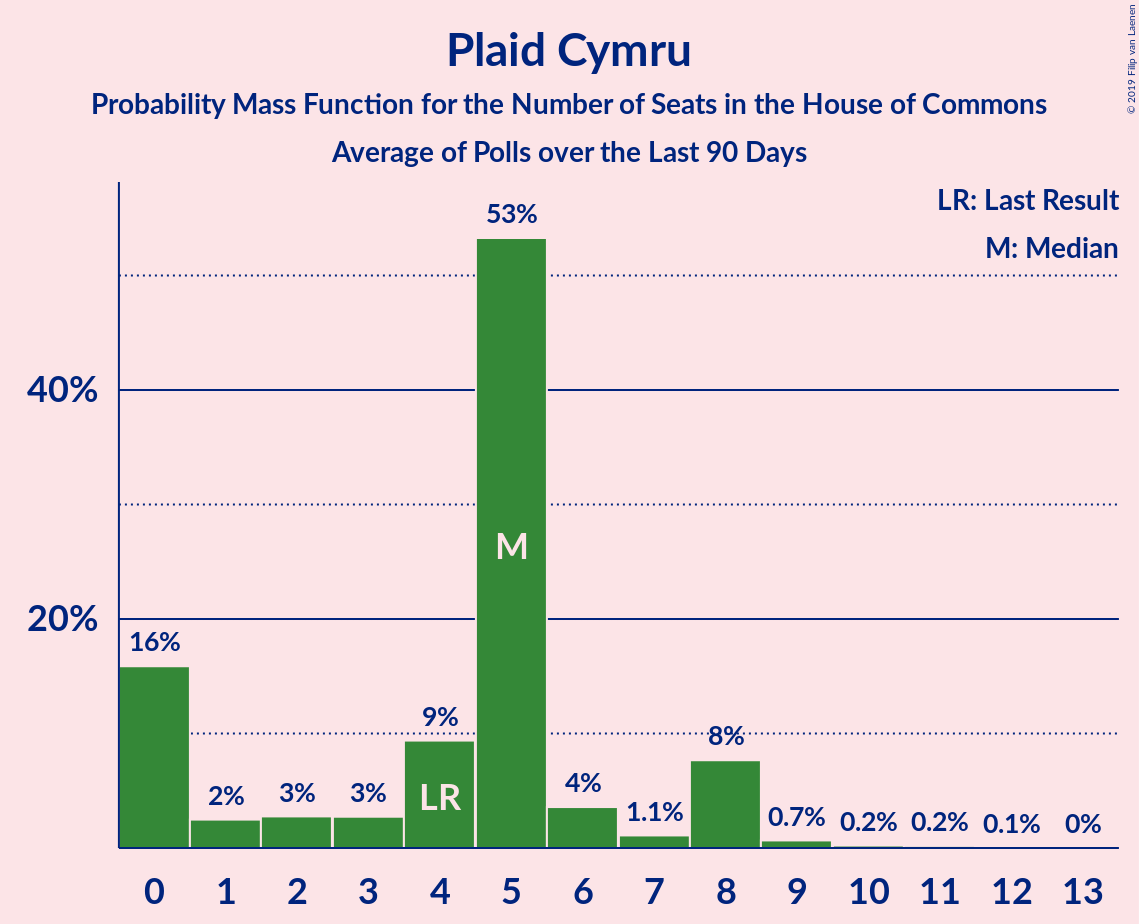 Plaid Cymru
Probability Mass Function for the Number of Seats in the House of Commons
Average of Polls over the Last 90 Days
© 2019 Filip van Laenen
LR: Last Result
M: Median
53%
40%
20%
16%
2%
3%
3%
9%
4%
1.1%
8%
0.7%
0.2%
0.2%
0.1%
0%
M
LR
0 1 2 3 4 5 6 7 8 9 10 11 12 13